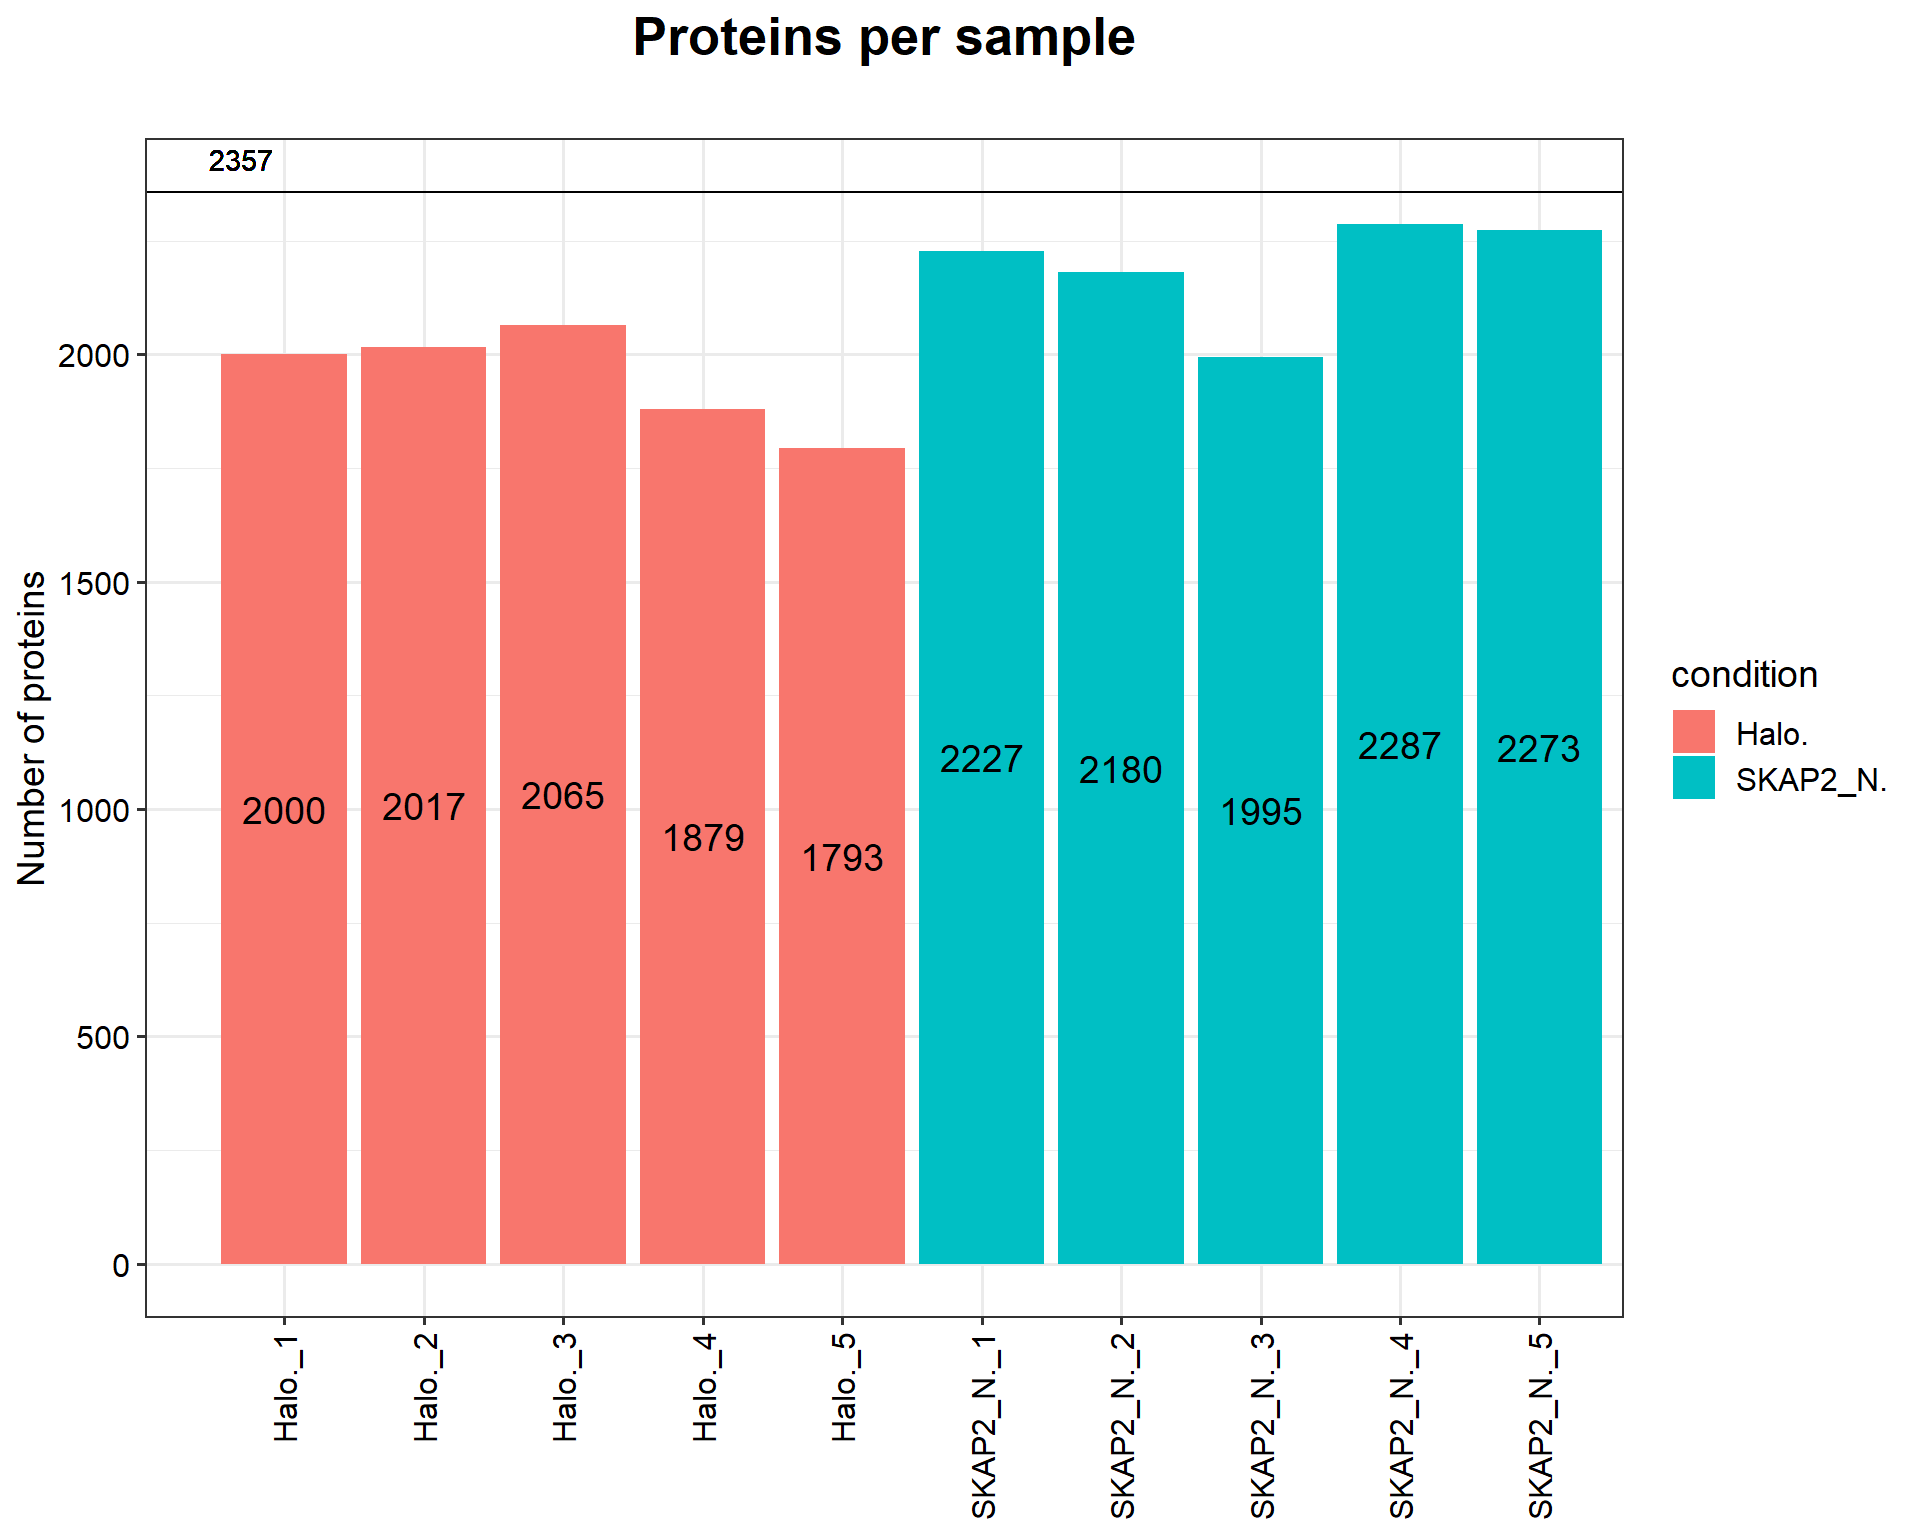 Proteins per sample
2357
Number of proteins
2000
1500
1000
500
0
2000
2017
2065
1879
1793
2227
2180
1995
2287
2273
Halo._1
Halo._2
Halo._3
Halo._4
Halo._5
SKAP2_N._1
SKAP2_N._2
SKAP2_N._3
SKAP2_N._4
SKAP2_N._5
condition
Halo.
SKAP2_N.